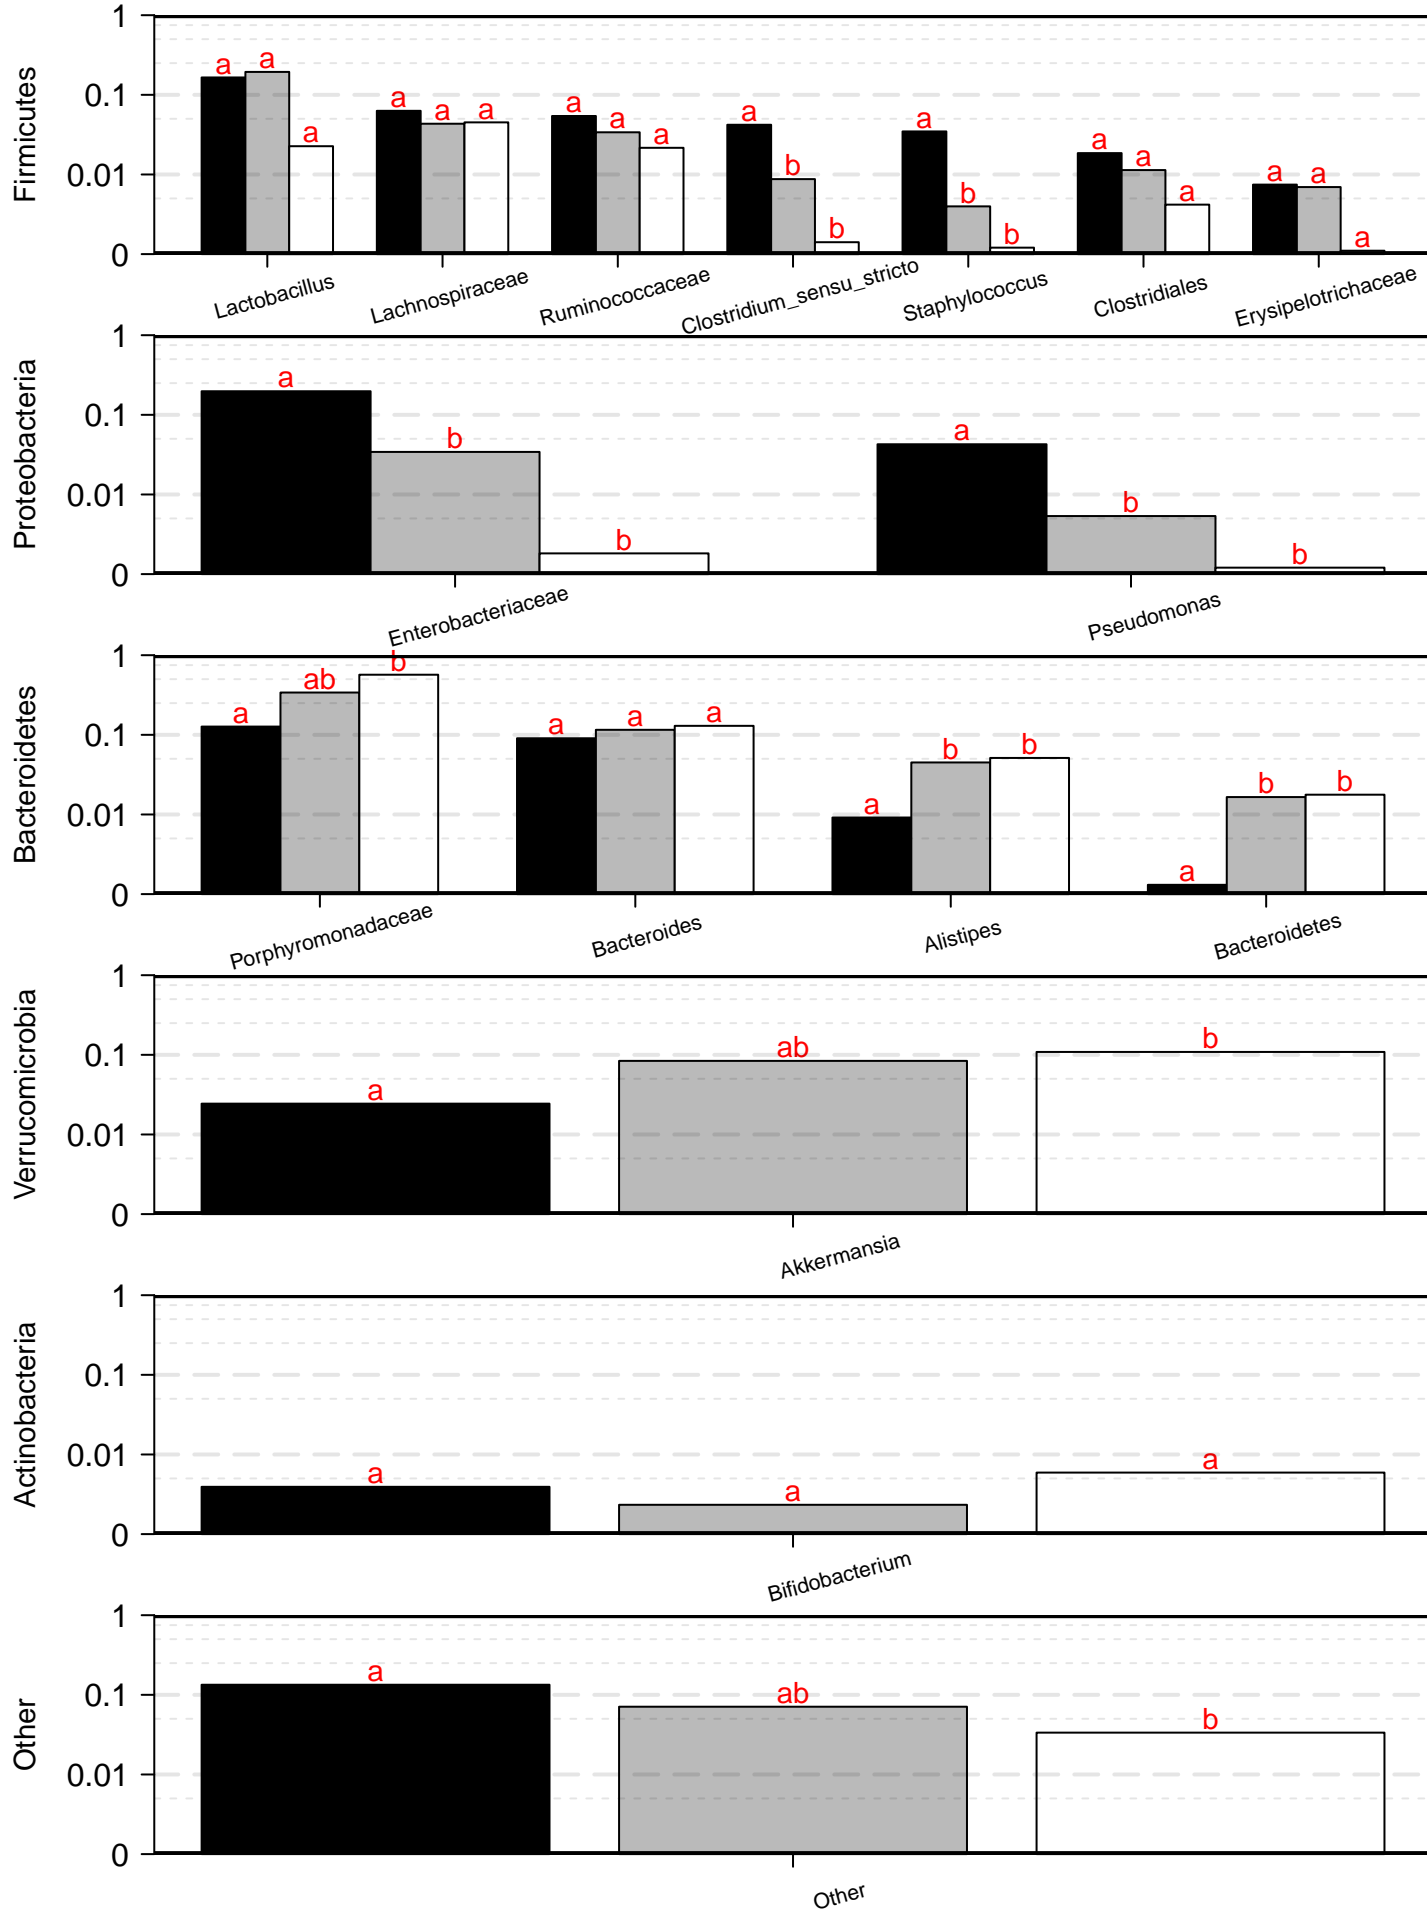 Firmicutes
1
0.1
0.01
0
a a a a a a a a a a b b a b b a a a a a a
Lactobacillus Lachnospiraceae Ruminococcaceae Clostridium_sensu_stricto Staphylococcus Clostridiales Erysipelotrichaceae
Proteobacteria
1
0.1
0.01
0
a b b a b b
Enterobacteriaceae Pseudomonas
Bacteroidetes
1
0.1
0.01
0
a ab b a a a a b b a b b
Porphyromonadaceae Bacteroides Alistipes Bacteroidetes
Verrucomicrobia
1
0.1
0.01
0
a ab b
Akkermansia
Actinobacteria
1
0.1
0.01
0
a a a
Bifidobacterium
Other
1
0.1
0.01
0
a ab b
Other